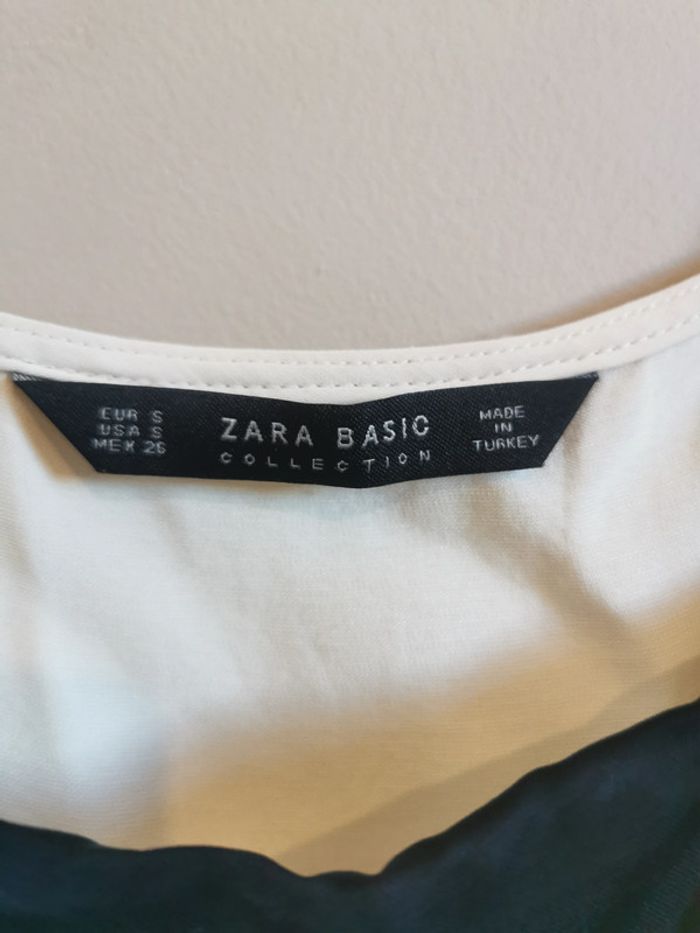 EUR S
USA S
MEX 26
ZARA BASIC
COLLECTION
MADE
IN
TURKEY